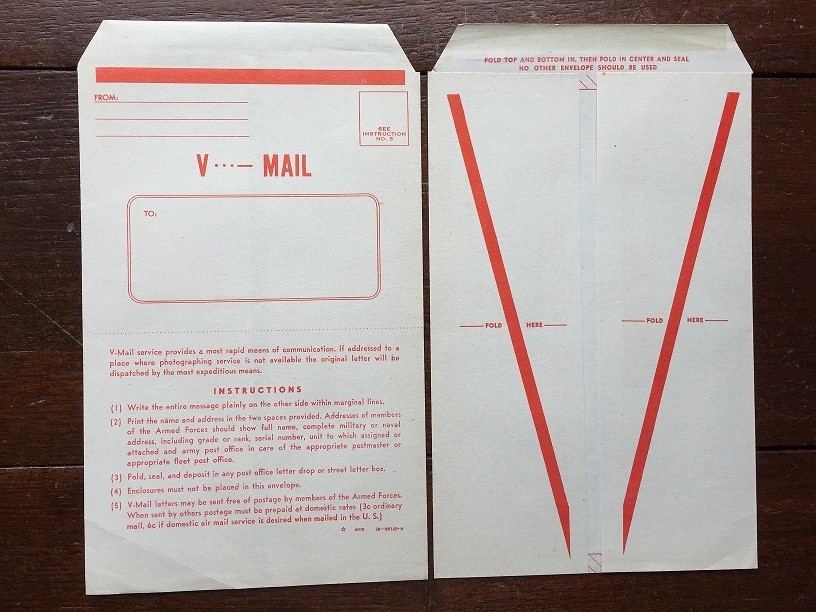 FROM:
SEE
INSTRUCTION
NO. 5
V ···— MAIL
TO:
V-Mail service provides a most rapid means of communication. If addressed to a
place where photographing service is not available the original letter will be
dispatched by the most expeditious means.
INSTRUCTIONS
(1) Write the entire message plainly on the other side within marginal lines.
(2) Print the name and address in the two spaces provided. Addresses of members
of the Armed Forces should show full name, complete military or naval
address, including grade or rank, serial number, unit to which assigned or
attached and army post office in care of the appropriate postmaster or
appropriate fleet post office.
(3) Fold, seal, and deposit in any post office letter drop or street letter box.
(4) Enclosures must not be placed in this envelope.
(5) V-Mail letters may be sent free of postage by members of the Armed Forces.
When sent by others postage must be prepaid at domestic rates (3c ordinary
mail, 6c if domestic air mail service is desired when mailed in the U. S.)
FOLD TOP AND BOTTOM IN, THEN FOLD IN CENTER AND SEAL
NO OTHER ENVELOPE SHOULD BE USED
FOLD HERE
FOLD HERE